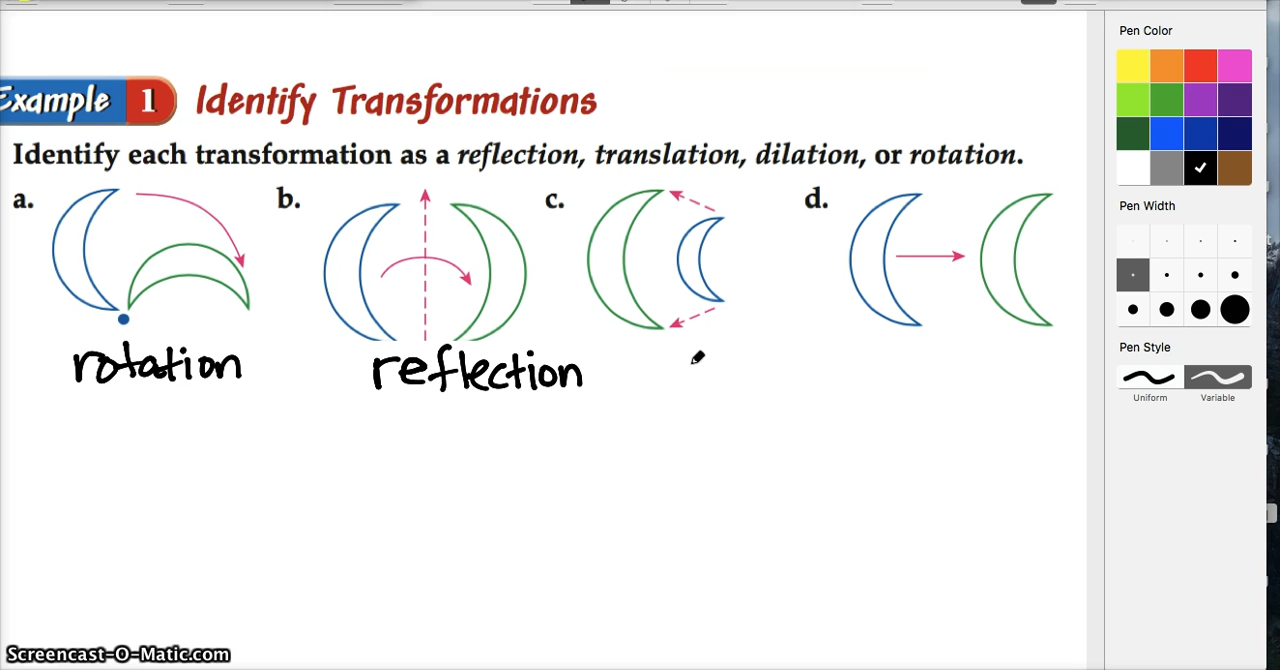 Example 1 Identify Transformations
Identify each transformation as a reflection, translation, dilation, or rotation.
a. b. c. d.
rotation reflection
Pen Color
Pen Width
Pen Style
Uniform Variable
Screencast-O-Matic.com